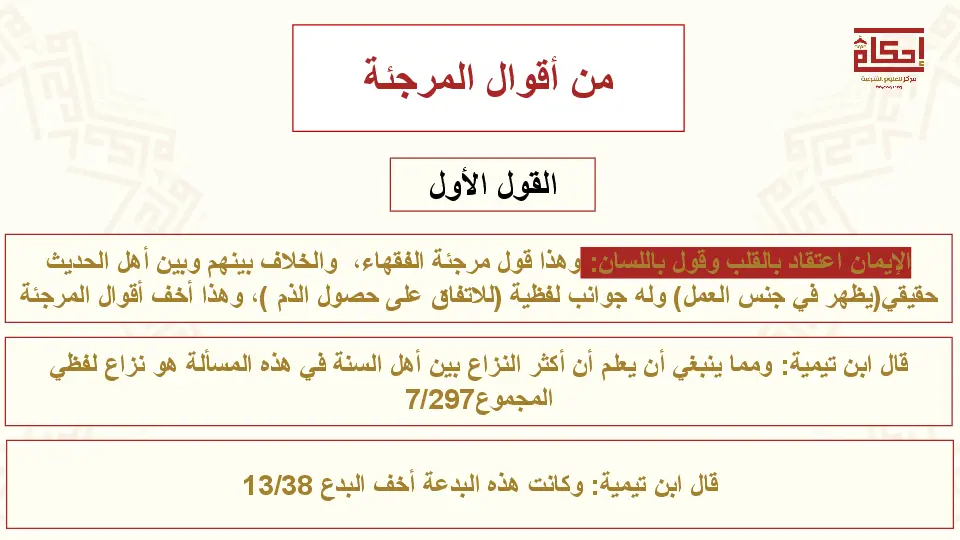 من أقوال المرجئة
إحكام
مركز للعلوم الشرعية
القول الأول
الإيمان اعتقاد بالقلب وقول باللسان: وهذا قول مرجئة الفقهاء، والخلاف بينهم وبين أهل الحديث
حقيقي(يظهر في جنس العمل) وله جوانب لفظية (للاتفاق على حصول الذم )، وهذا أخف أقوال المرجئة
قال ابن تيمية: ومما ينبغي أن يعلم أن أكثر النزاع بين أهل السنة في هذه المسألة هو نزاع لفظي
المجموع7/297
قال ابن تيمية: وكانت هذه البدعة أخف البدع 13/38